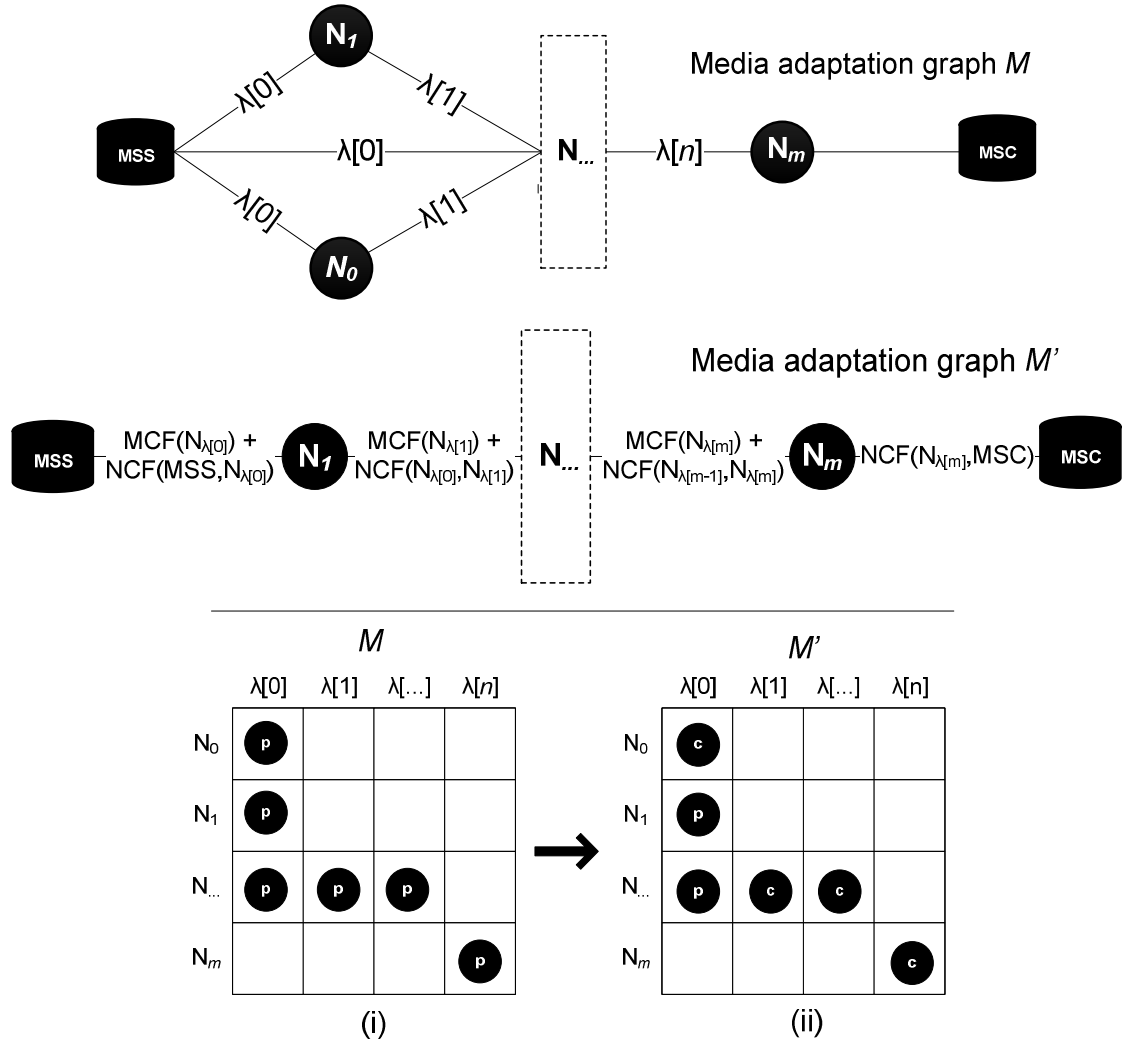 N1
Media adaptation graph M
λ[0]
λ[1]
MSS
λ[0]
N...
λ[n]
Nm
MSC
λ[0]
λ[1]
N0
Media adaptation graph M'
MSS
MCF(Nλ[0]) +
NCF(MSS,Nλ[0])
N1
MCF(Nλ[1]) +
NCF(Nλ[0],Nλ[1])
N...
MCF(Nλ[m]) +
NCF(Nλ[m-1],Nλ[m])
Nm
NCF(Nλ[m],MSC)
MSC
M
λ[0] λ[1] λ[...] λ[n]
N0 p
N1 p
N... p p p
Nm p
(i)
M'
λ[0] λ[1] λ[...] λ[n]
N0 c
N1 p
N... p c c
Nm c
(ii)